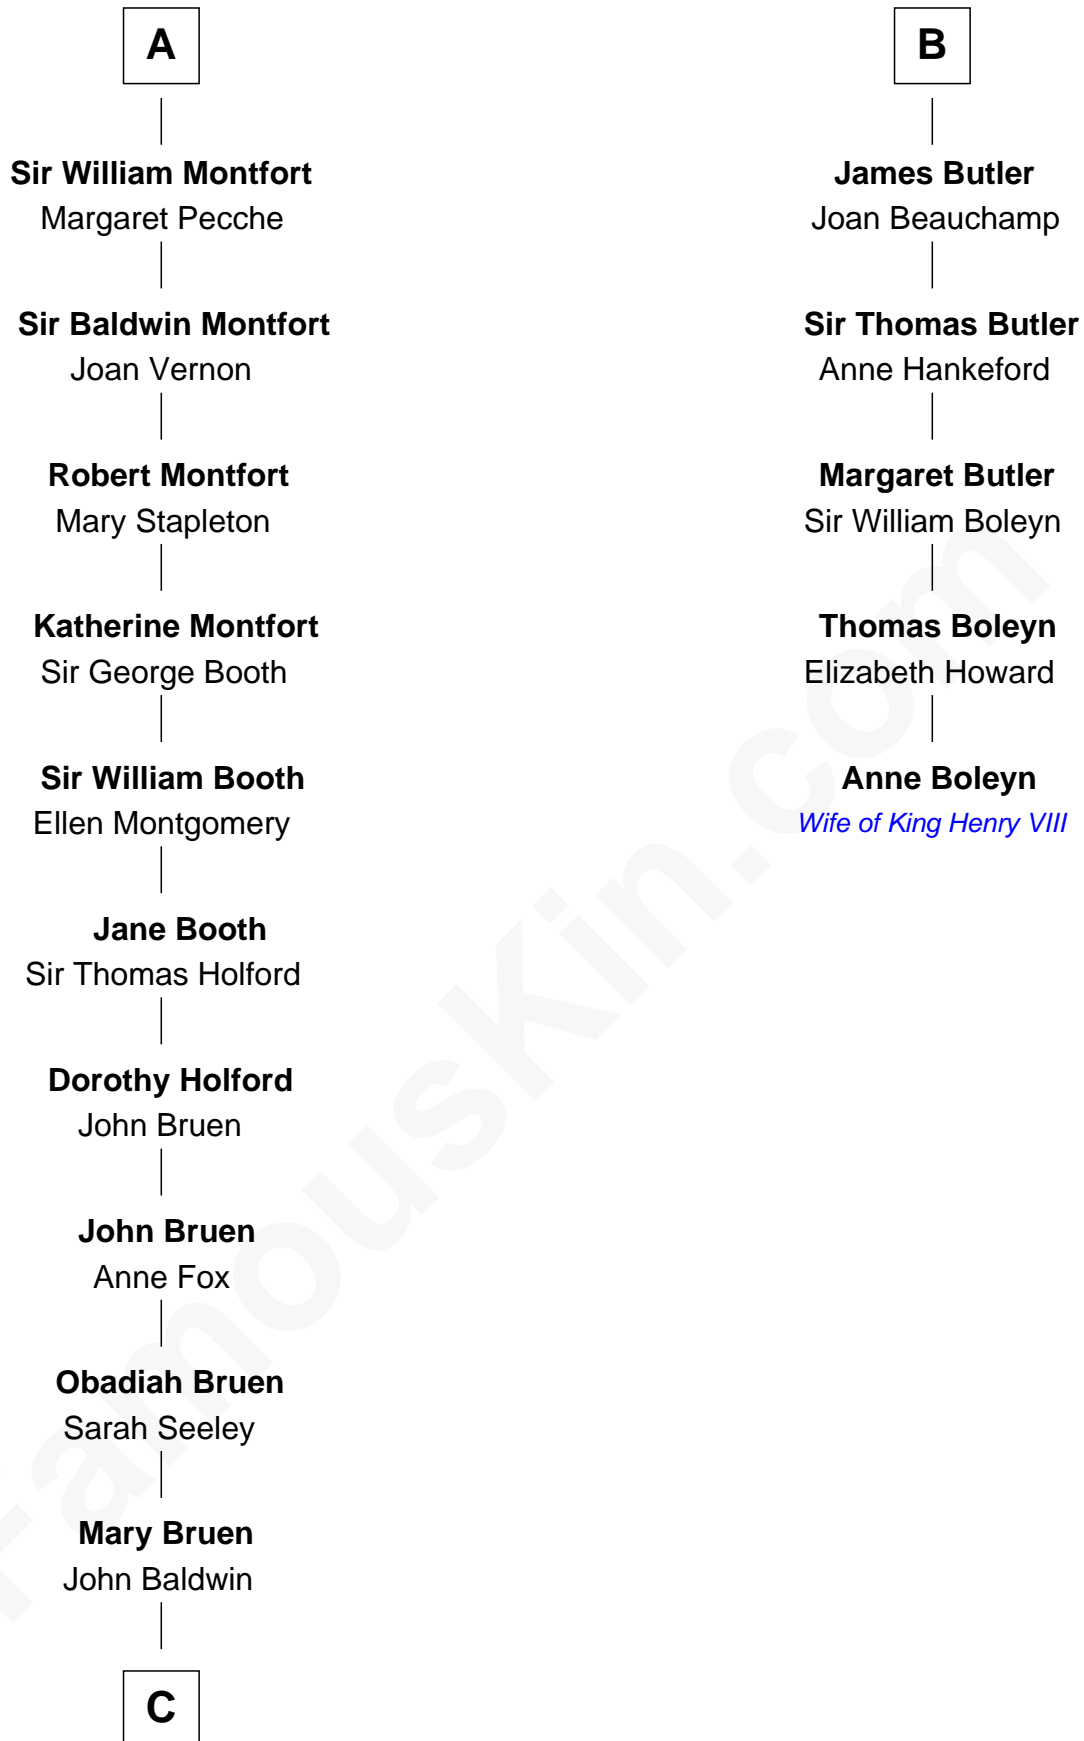 A
Sir William Montfort
Margaret Pecche
Sir Baldwin Montfort
Joan Vernon
Robert Montfort
Mary Stapleton
Katherine Montfort
Sir George Booth
Sir William Booth
Ellen Montgomery
Jane Booth
Sir Thomas Holford
Dorothy Holford
John Bruen
John Bruen
Anne Fox
Obadiah Bruen
Sarah Seeley
Mary Bruen
John Baldwin
C
B
James Butler
Joan Beauchamp
Sir Thomas Butler
Anne Hankeford
Margaret Butler
Sir William Boleyn
Thomas Boleyn
Elizabeth Howard
Anne Boleyn
Wife of King Henry VIII
FamousKin.com